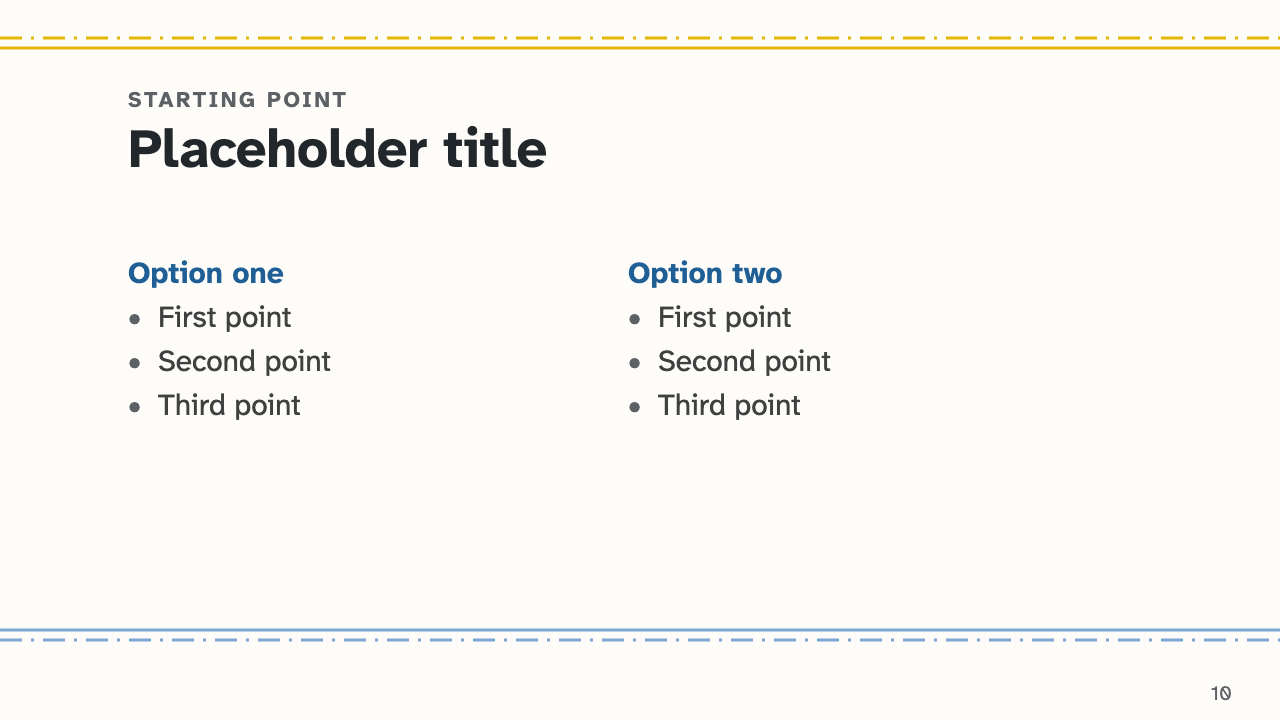 STARTING POINT
Placeholder title
Option one
• First point
• Second point
• Third point
Option two
• First point
• Second point
• Third point
10